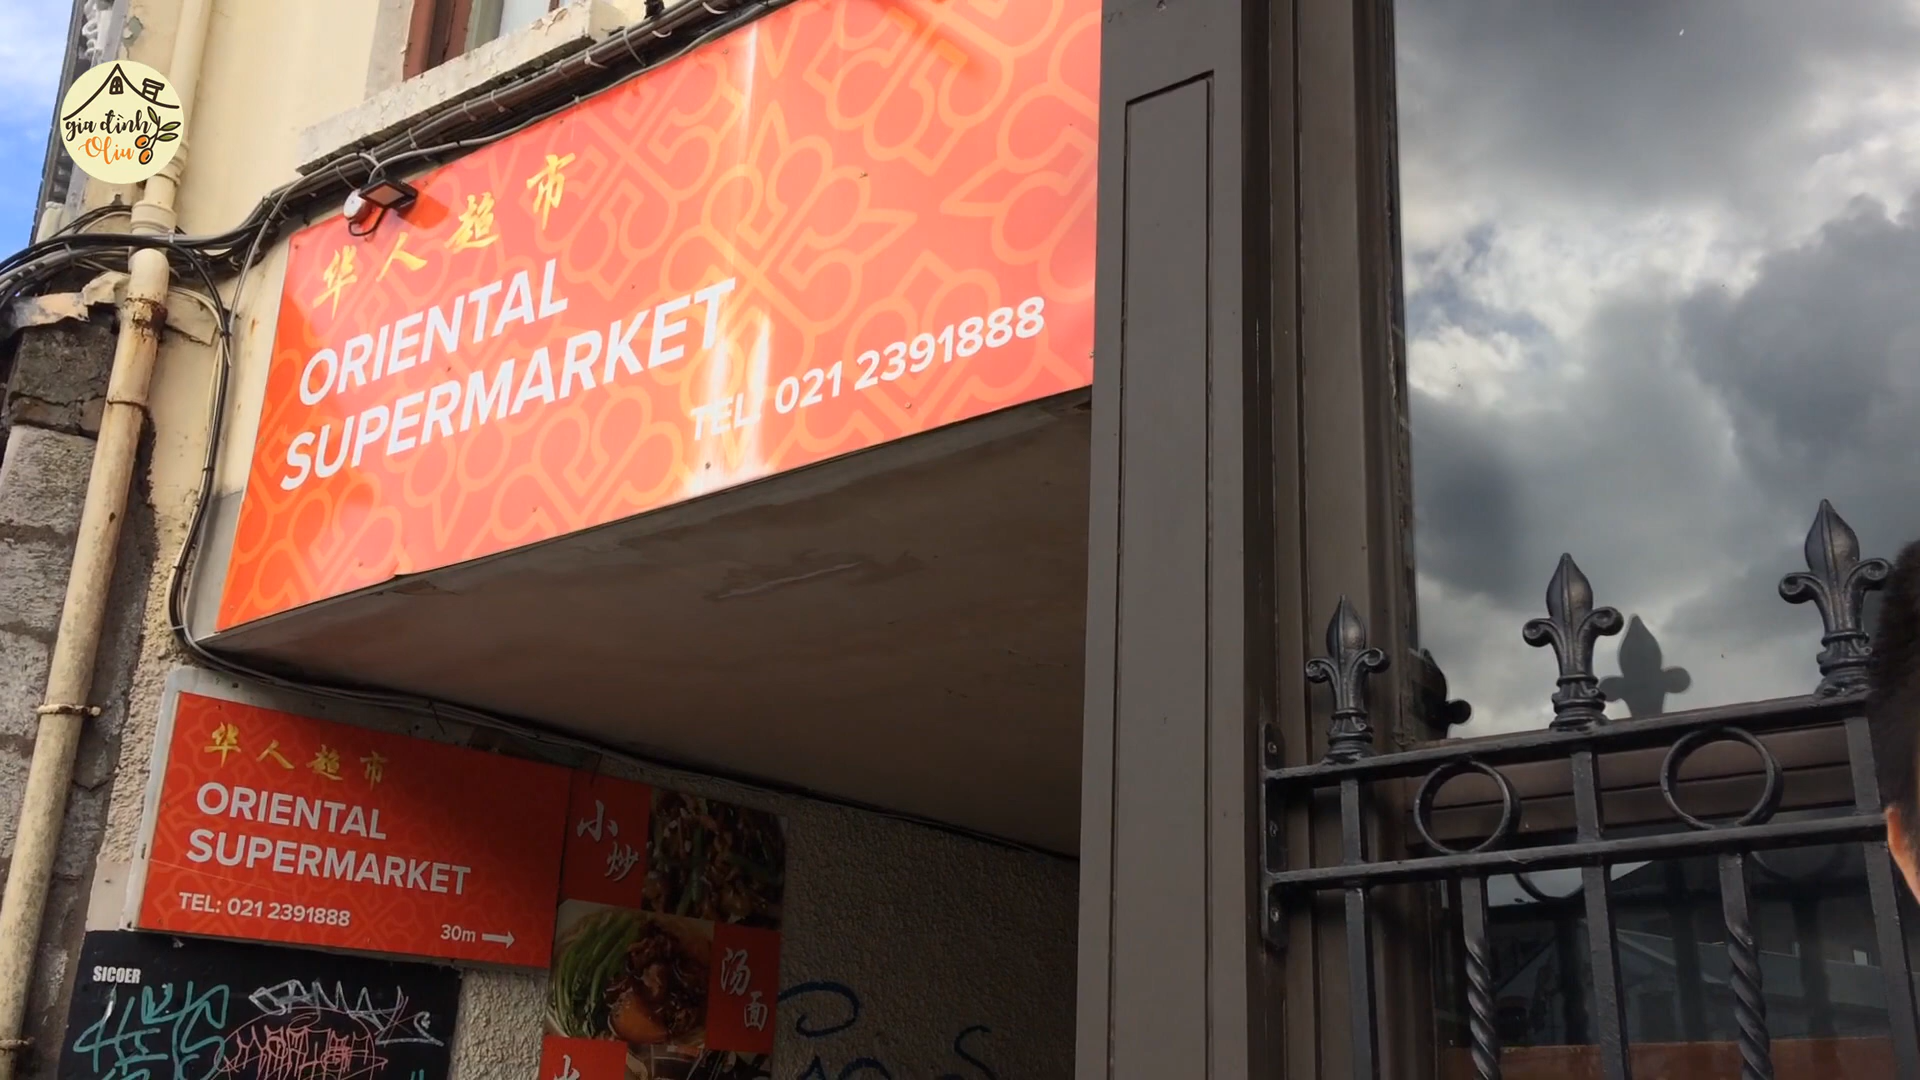 gia đình
Oliu
华人超市
ORIENTAL
SUPERMARKET
TEL: 021 2391888
华人超市
ORIENTAL
SUPERMARKET
TEL: 021 2391888
30m
小炒
汤面
SICOER